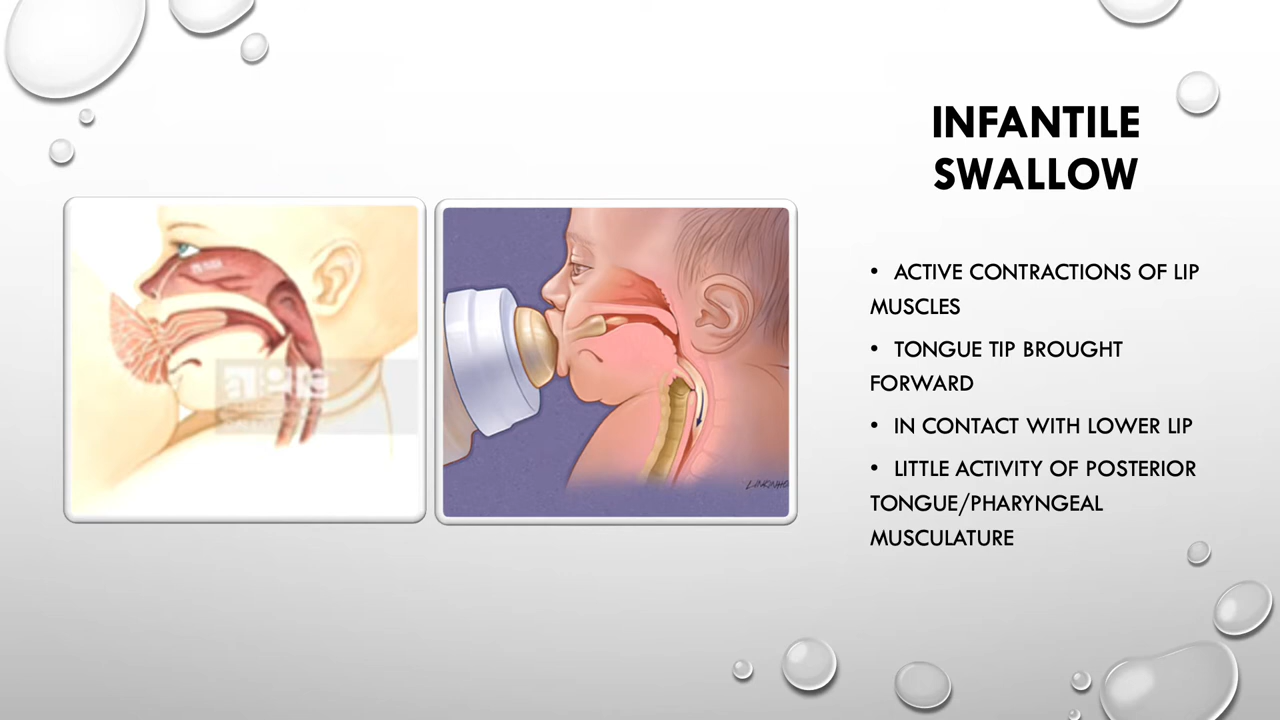 INFANTILE
SWALLOW
• ACTIVE CONTRACTIONS OF LIP
MUSCLES
• TONGUE TIP BROUGHT
FORWARD
• IN CONTACT WITH LOWER LIP
• LITTLE ACTIVITY OF POSTERIOR
TONGUE/PHARYNGEAL
MUSCULATURE